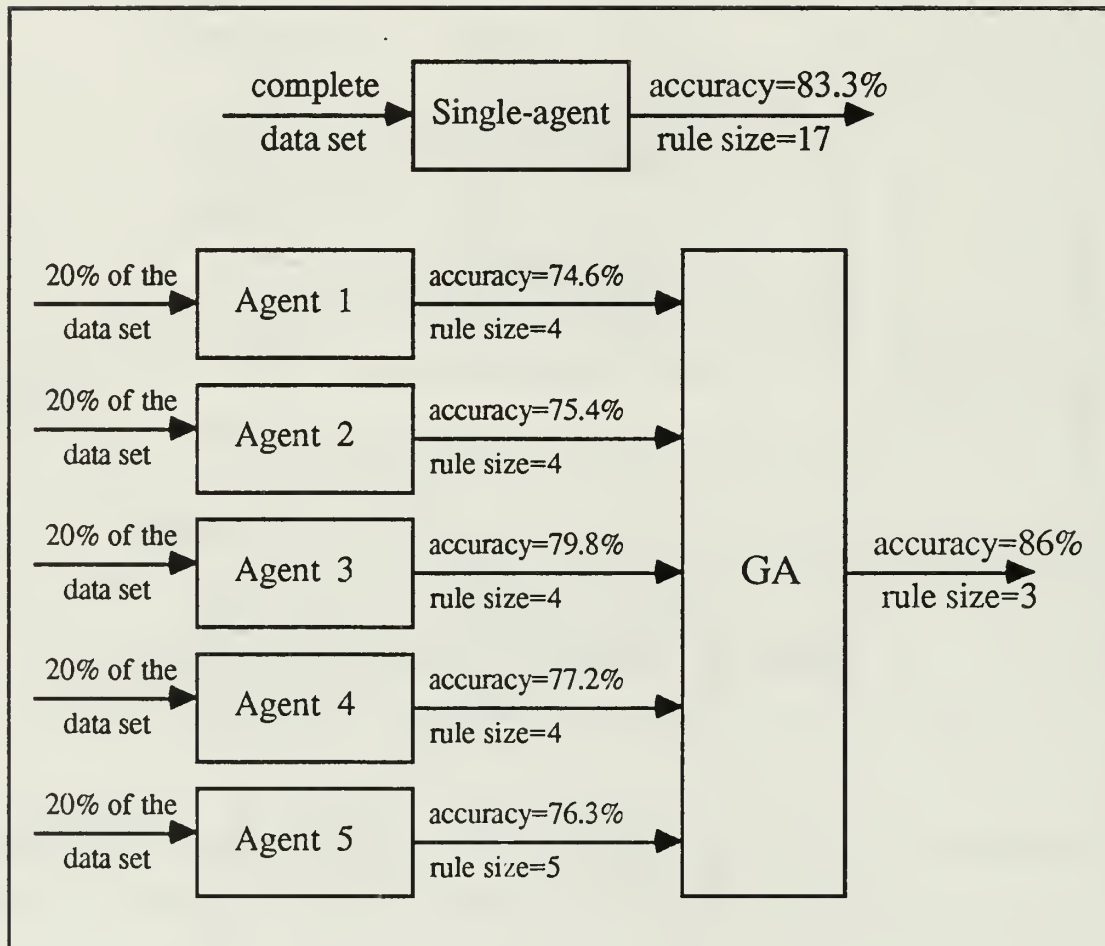 complete
data set
Single-agent
accuracy=83.3%
rule size=17
20% of the
data set
Agent 1
accuracy=74.6%
rule size=4
20% of the
data set
Agent 2
accuracy=75.4%
rule size=4
20% of the
data set
Agent 3
accuracy=79.8%
rule size=4
20% of the
data set
Agent 4
accuracy=77.2%
rule size=4
20% of the
data set
Agent 5
accuracy=76.3%
rule size=5
GA
accuracy=86%
rule size=3